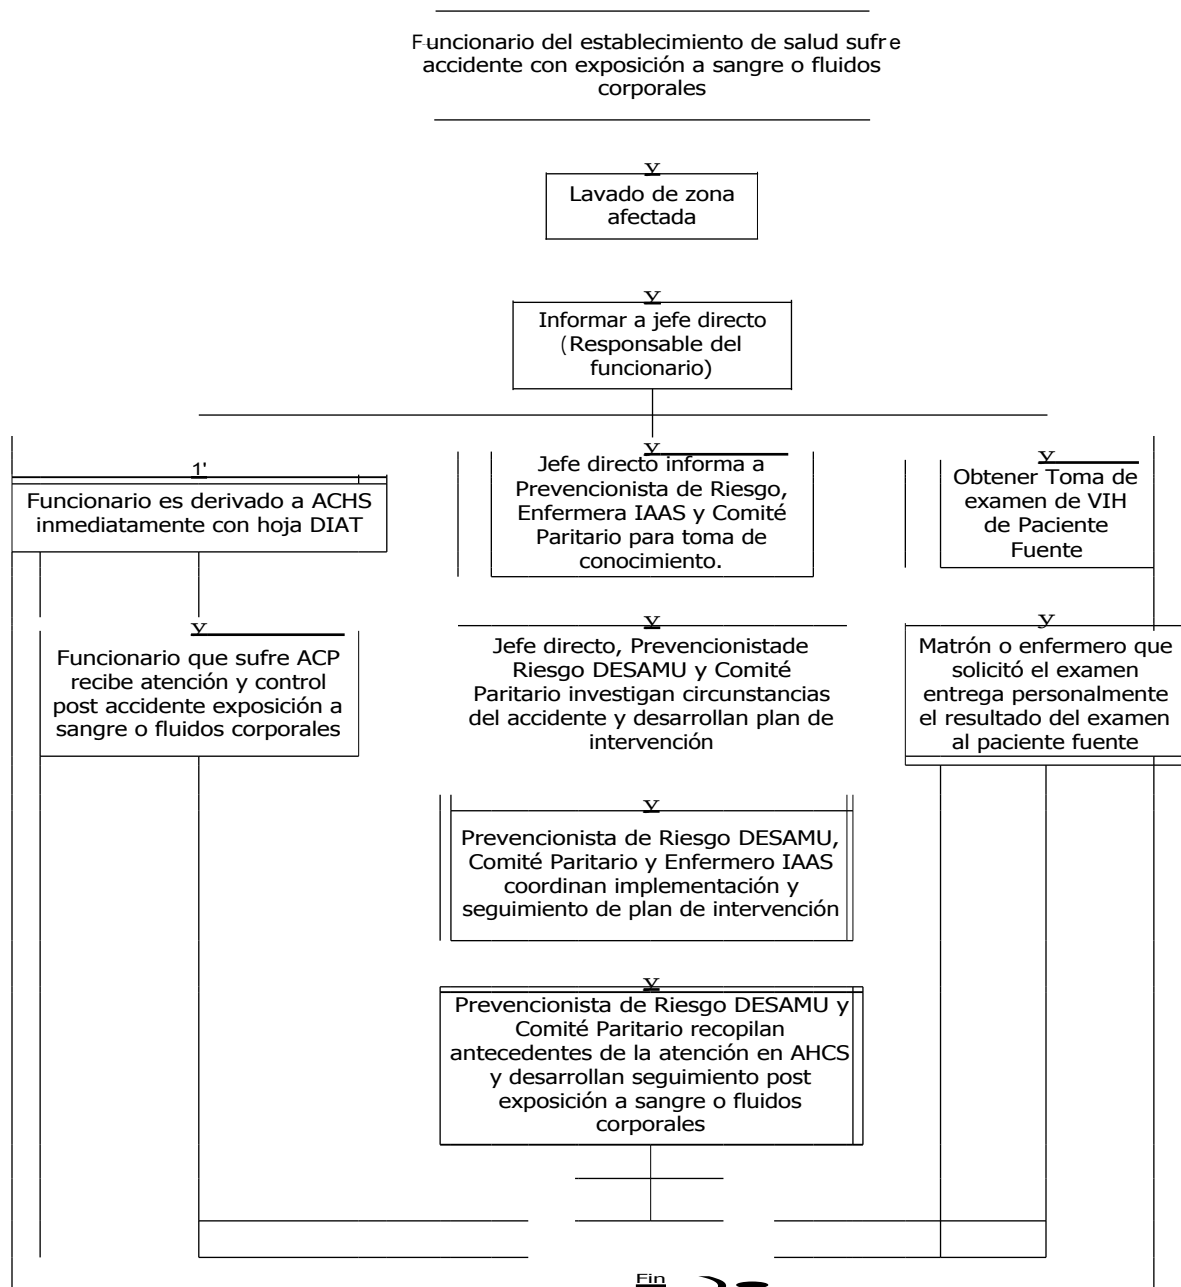 Funcionario del establecimiento de salud sufre
accidente con exposición a sangre o fluidos
corporales
Lavado de zona
afectada
Informar a jefe directo
(Responsable del
funcionario)
Funcionario es derivado a ACHS
inmediatamente con hoja DIAT
Jefe directo informa a
Prevencionista de Riesgo,
Enfermera IAAS y Comité
Paritario para toma de
conocimiento.
Obtener Toma de
examen de VIH
de Paciente
Fuente
Funcionario que sufre ACP
recibe atención y control
post accidente exposición a
sangre o fluidos corporales
Jefe directo, Prevencionistade
Riesgo DESAMU y Comité
Paritario investigan circunstancias
del accidente y desarrollan plan de
intervención
Matrón o enfermero que
solicitó el examen
entrega personalmente
el resultado del examen
al paciente fuente
Prevencionista de Riesgo DESAMU,
Comité Paritario y Enfermero IAAS
coordinan implementación y
seguimiento de plan de intervención
Prevencionista de Riesgo DESAMU y
Comité Paritario recopilan
antecedentes de la atención en AHCS
y desarrollan seguimiento post
exposición a sangre o fluidos
corporales
Fin